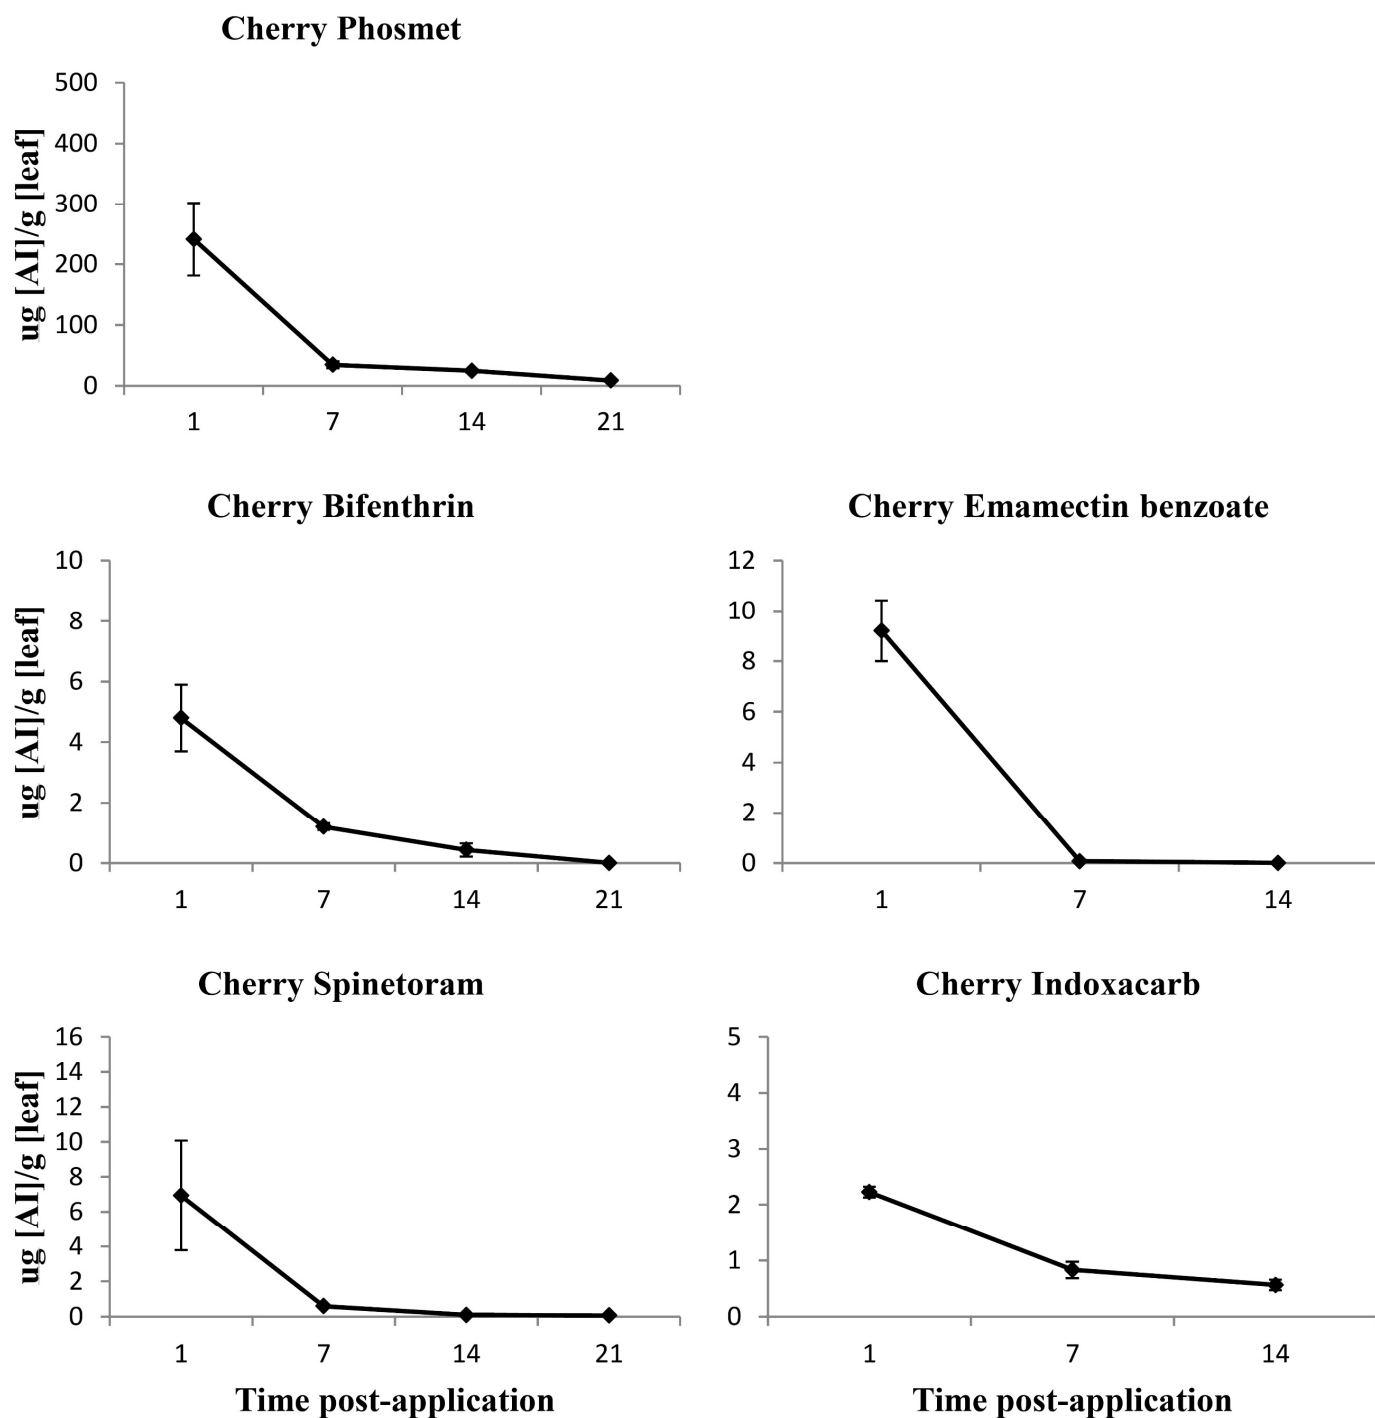 Cherry Phosmet
500
400
300
200
100
0
ug [AI]/g [leaf]
1 7 14 21
Cherry Bifenthrin
10
8
6
4
2
0
ug [AI]/g [leaf]
1 7 14 21
Cherry Emamectin benzoate
12
10
8
6
4
2
0
1 7 14
Cherry Spinetoram
16
14
12
10
8
6
4
2
0
ug [AI]/g [leaf]
1 7 14 21
Time post-application
Cherry Indoxacarb
5
4
3
2
1
0
1 7 14
Time post-application